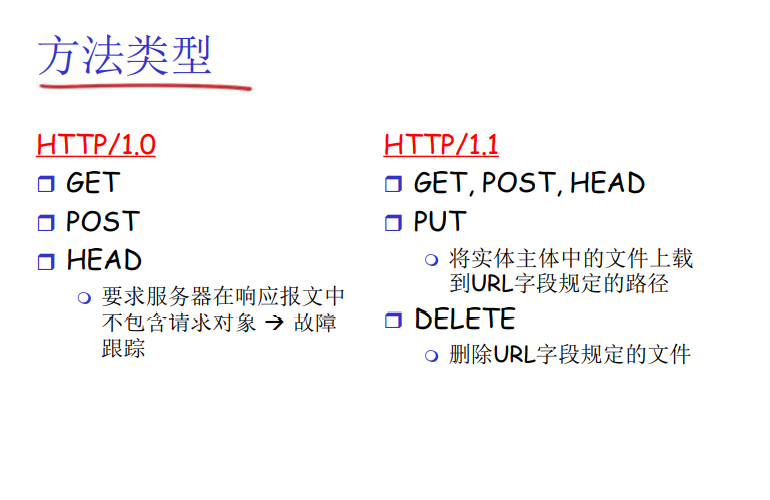 方法类型
HTTP/1.0
GET
POST
HEAD
要求服务器在响应报文中
不包含请求对象 → 故障
跟踪
HTTP/1.1
GET, POST, HEAD
PUT
将实体主体中的文件上载
到URL字段规定的路径
DELETE
删除URL字段规定的文件